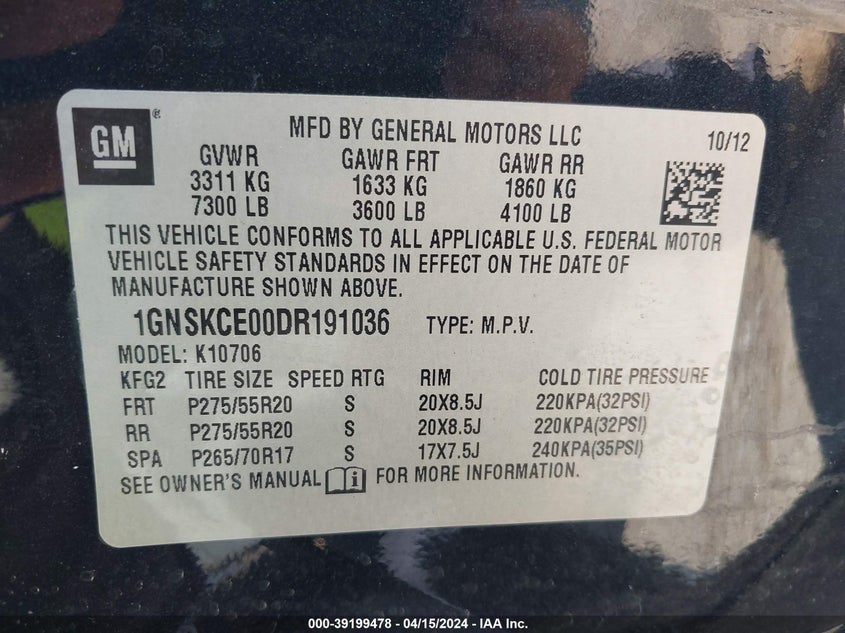 GM ®
MFD BY GENERAL MOTORS LLC 10/12
GVWR GAWR FRT GAWR RR
3311 KG 1633 KG 1860 KG
7300 LB 3600 LB 4100 LB
THIS VEHICLE CONFORMS TO ALL APPLICABLE U.S. FEDERAL MOTOR
VEHICLE SAFETY STANDARDS IN EFFECT ON THE DATE OF
MANUFACTURE SHOWN ABOVE.
1GNSKCE00DR191036 TYPE: M.P.V.
MODEL: K10706
KFG2 TIRE SIZE SPEED RTG RIM COLD TIRE PRESSURE
FRT P275/55R20 S 20X8.5J 220KPA(32PSI)
RR P275/55R20 S 20X8.5J 220KPA(32PSI)
SPA P265/70R17 S 17X7.5J 240KPA(35PSI)
SEE OWNER'S MANUAL i FOR MORE INFORMATION.
000-39199478 - 04/15/2024 - IAA Inc.